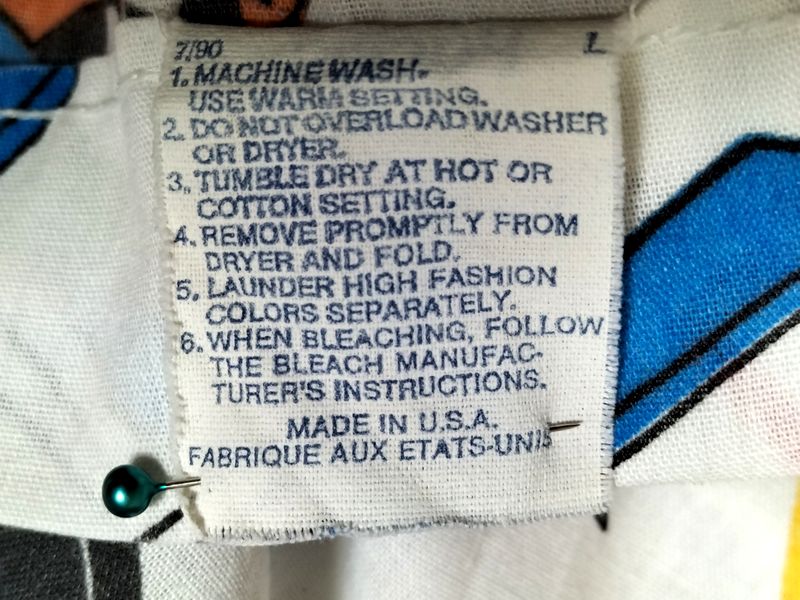 7/90 L
1. MACHINE WASH-
USE WARM SETTING.
2. DO NOT OVERLOAD WASHER
OR DRYER.
3. TUMBLE DRY AT HOT OR
COTTON SETTING.
4. REMOVE PROMPTLY FROM
DRYER AND FOLD.
5. LAUNDER HIGH FASHION
COLORS SEPARATELY.
6. WHEN BLEACHING, FOLLOW
THE BLEACH MANUFAC-
TURER'S INSTRUCTIONS.
MADE IN U.S.A.
FABRIQUE AUX ETATS-UNIS